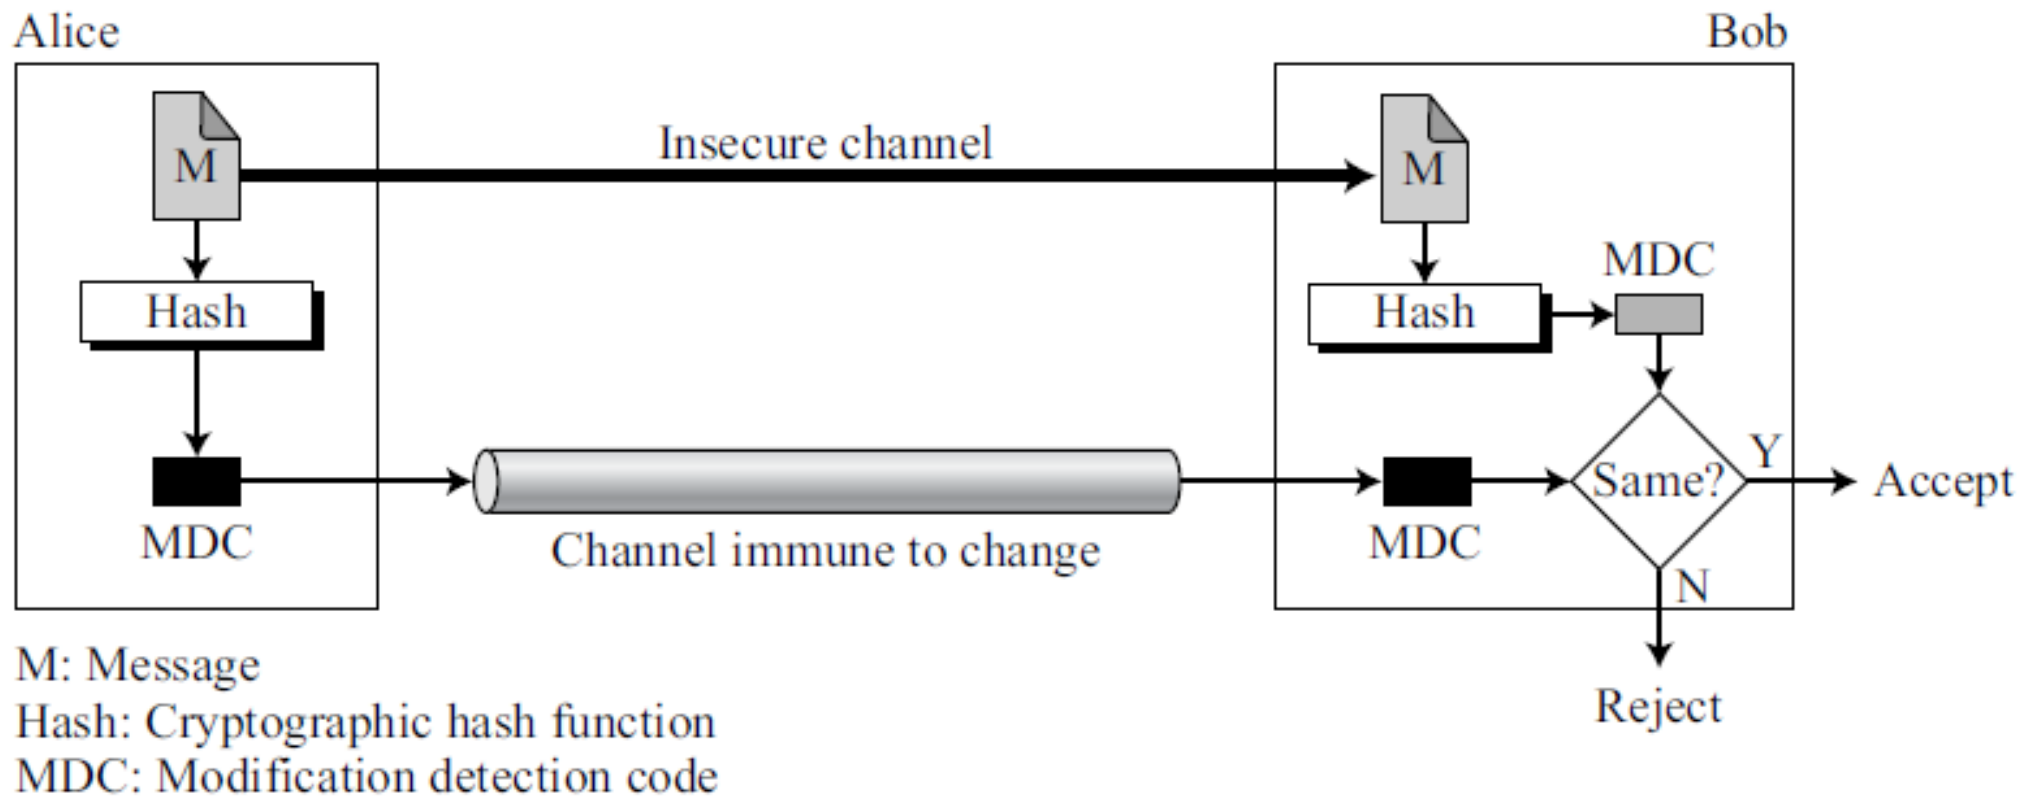 Alice
Bob
M
Insecure channel
M
MDC
Hash
Hash
Y
Same?
Accept
MDC
Channel immune to change
MDC
N
M: Message
Reject
Hash: Cryptographic hash function
MDC: Modification detection code